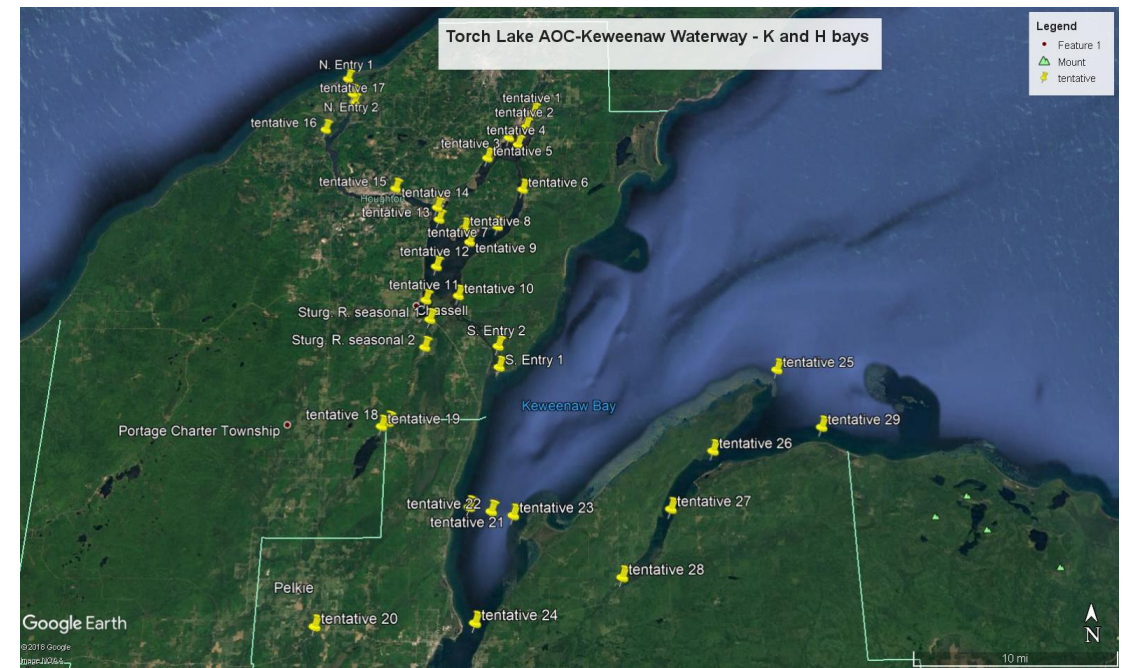 Torch Lake AOC-Keweenaw Waterway - K and H bays
Legend
Feature 1
Mount
tentative
N. Entry 1
tentative 17
N. Entry 2
tentative 16
tentative 1
tentative 2
tentative 4
tentative 3
tentative 5
tentative 15
tentative 6
tentative 14
Houghton
tentative 13
tentative 8
tentative 7
tentative 9
tentative 12
tentative 11
tentative 10
Sturg. R. seasonal 1
Chassell
Sturg. R. seasonal 2
S. Entry 2
S. Entry 1
tentative 25
Keweenaw Bay
tentative 18
tentative 19
tentative 29
Portage Charter Township
tentative 26
tentative 22
tentative 23
tentative 27
tentative 21
tentative 28
Pelkie
tentative 20
tentative 24
Google Earth
© 2018 Google
Image NOAA
N
10 mi